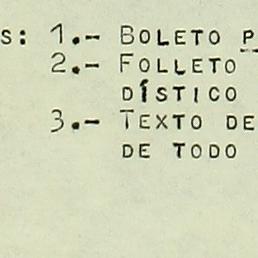 S: 1.- BOLETO P
2.- FOLLETO
DÍSTICO
3.- TEXTO DE
DE TODO